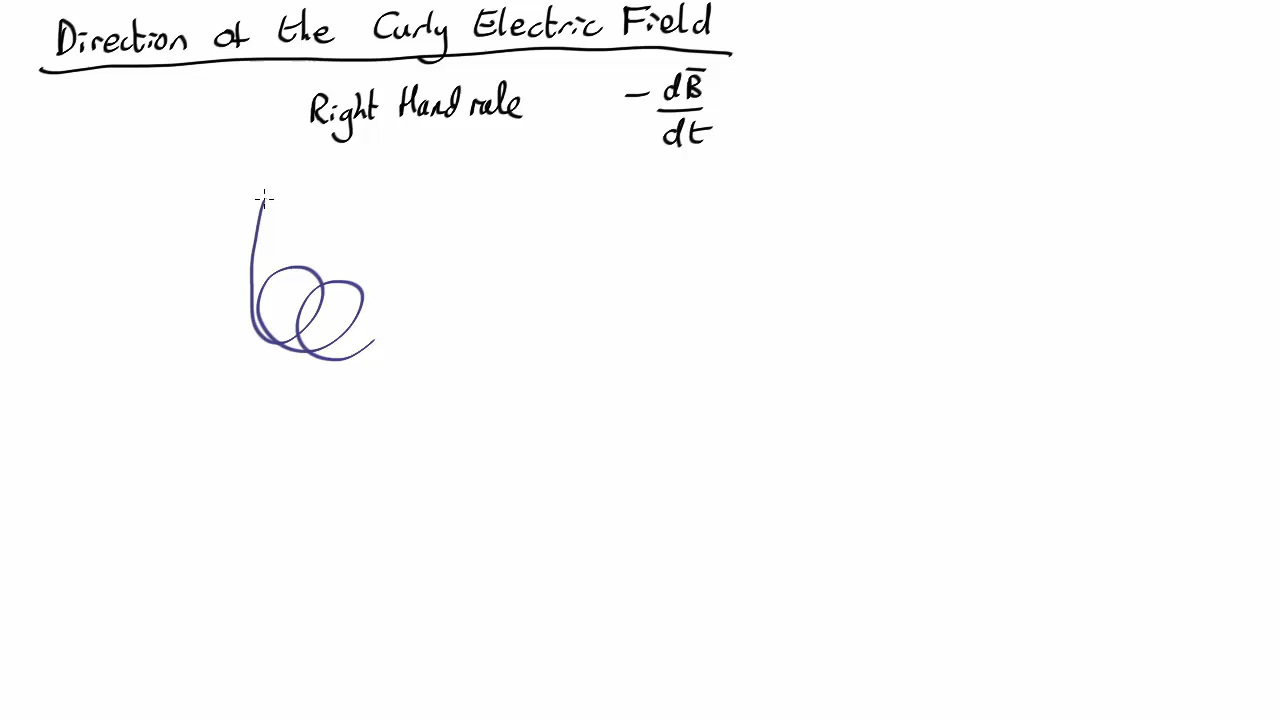 Direction of the Curly Electric Field
Right Hand rule - dB̅/dt